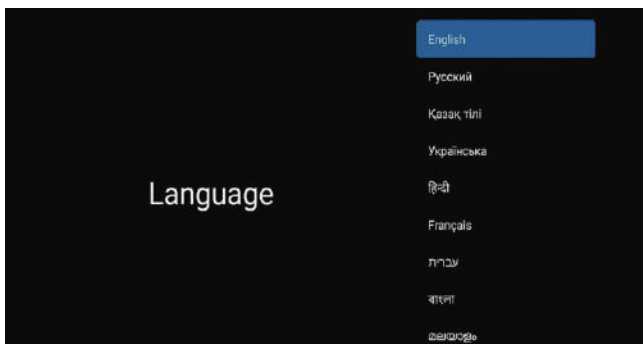 Language
English
Русский
Қазақ тілі
Українська
हिन्दी
Français
עברית
বাংলা
മലയാളം